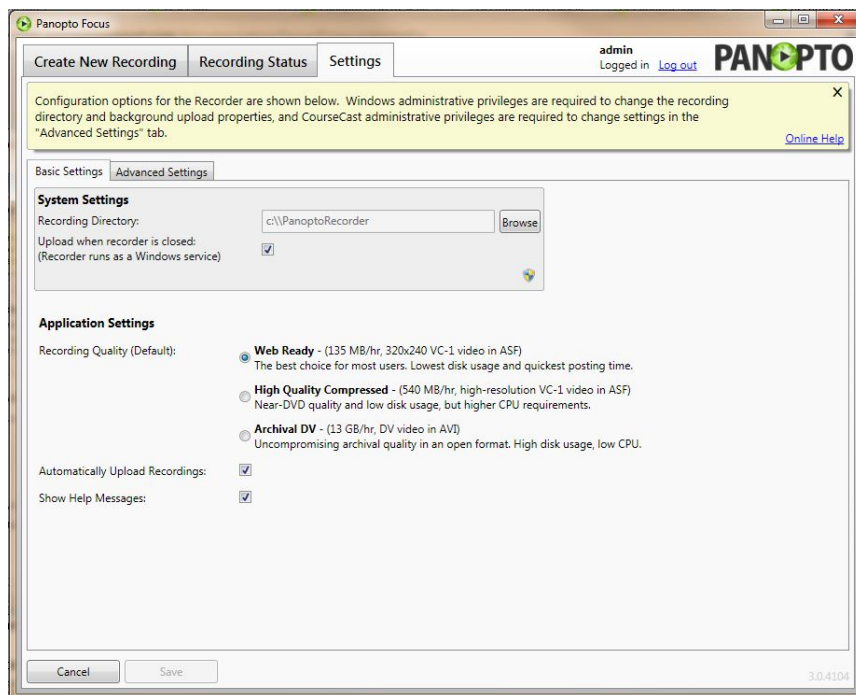 Panopto Focus
Create New Recording
Recording Status
Settings
admin
Logged in Log out
PANOPTO
Configuration options for the Recorder are shown below. Windows administrative privileges are required to change the recording
directory and background upload properties, and CourseCast administrative privileges are required to change settings in the
"Advanced Settings" tab.
X
Online Help
Basic Settings
Advanced Settings
System Settings
Recording Directory:
c:\\PanoptoRecorder
Browse
Upload when recorder is closed:
(Recorder runs as a Windows service)
Application Settings
Recording Quality (Default):
Web Ready - (135 MB/hr, 320x240 VC-1 video in ASF)
The best choice for most users. Lowest disk usage and quickest posting time.
High Quality Compressed - (540 MB/hr, high-resolution VC-1 video in ASF)
Near-DVD quality and low disk usage, but higher CPU requirements.
Archival DV - (13 GB/hr, DV video in AVI)
Uncompromising archival quality in an open format. High disk usage, low CPU.
Automatically Upload Recordings:
Show Help Messages:
Cancel
Save
3.0.4104